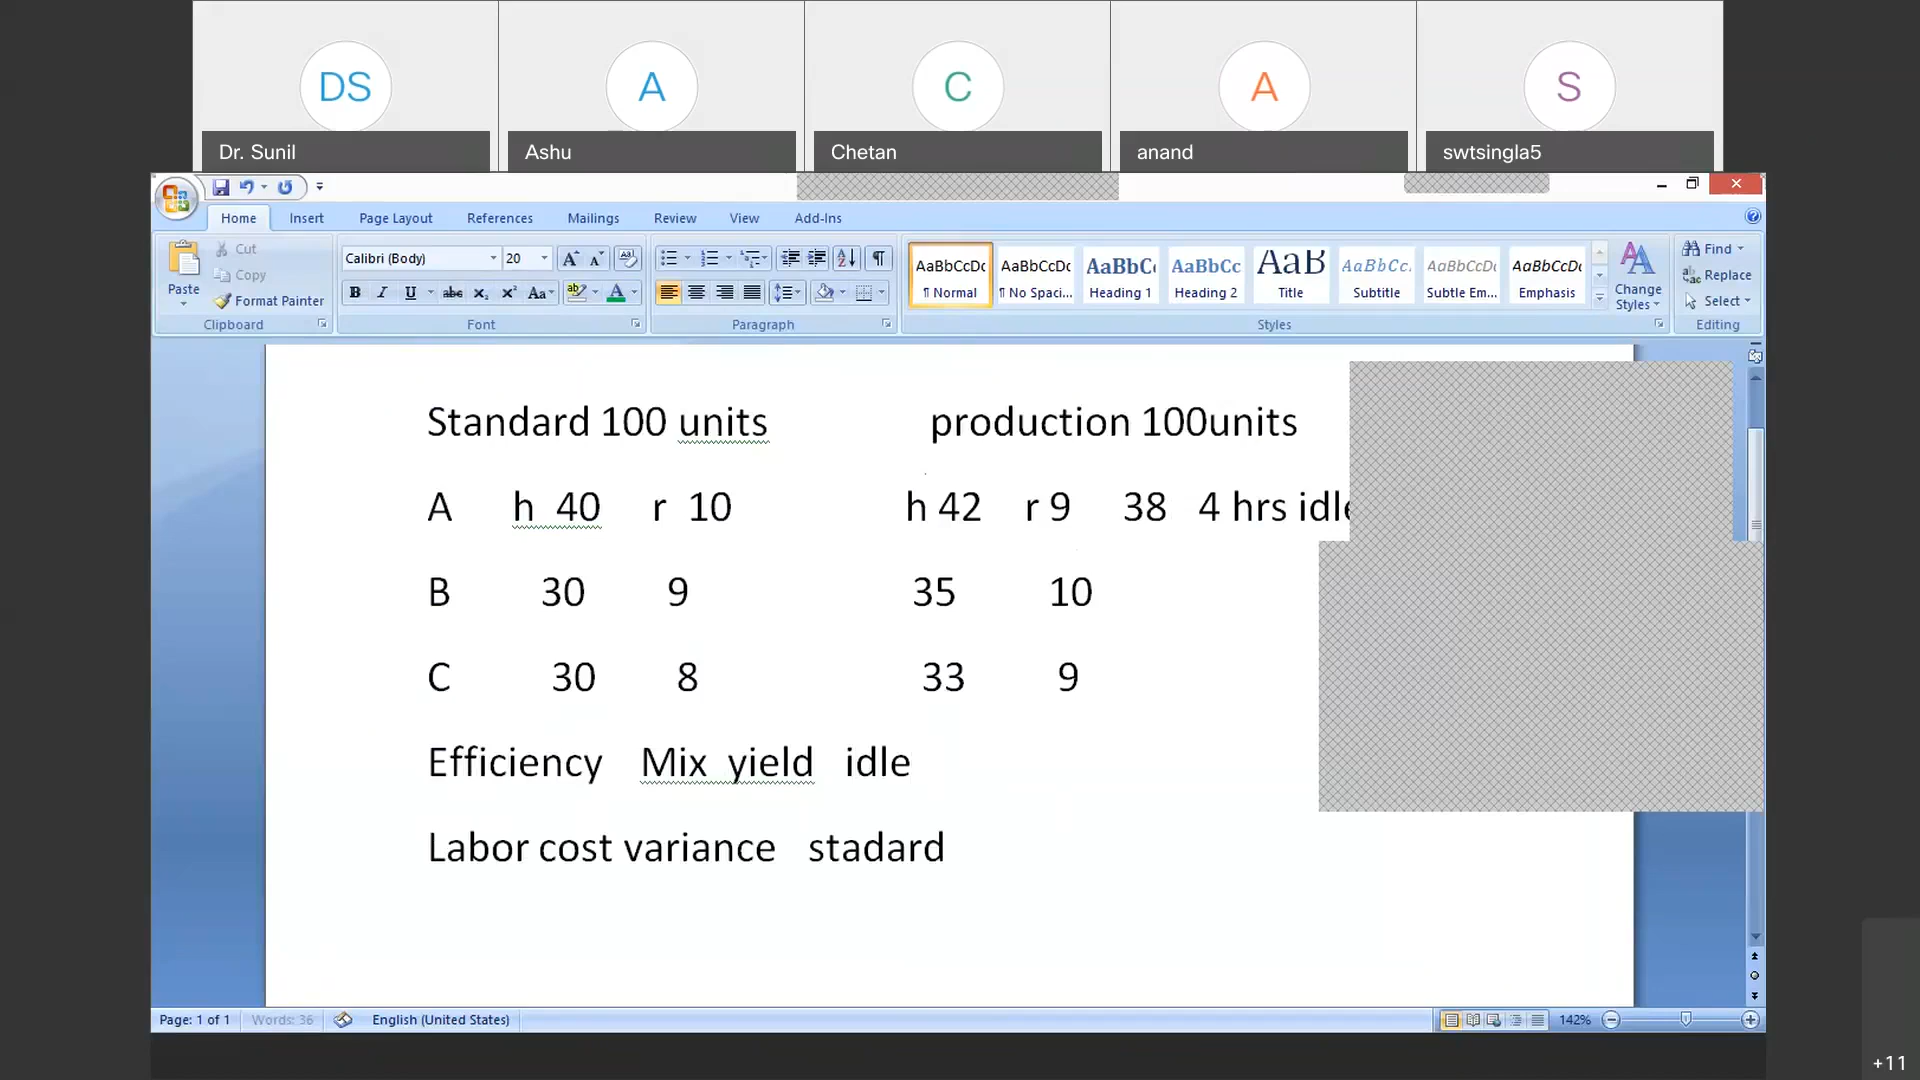 DS A C A S
Dr. Sunil Ashu Chetan anand swtsingla5
Home Insert Page Layout References Mailings Review View Add-Ins
Paste
Cut
Copy
Format Painter
Clipboard
Calibri (Body) 20
Font
Paragraph
AaBbCcDc AaBbCcDc AaBbC AaBbCc AaB AaBbCc. AaBbCcDc AaBbCcDc
¶ Normal ¶ No Spaci... Heading 1 Heading 2 Title Subtitle Subtle Em... Emphasis
Change
Styles
Styles
Find
Replace
Select
Editing
Standard 100 units production 100units
A h 40 r 10 h 42 r 9 38 4 hrs idle
B 30 9 35 10
C 30 8 33 9
Efficiency Mix yield idle
Labor cost variance stadard
Page: 1 of 1 Words: 36 English (United States) 142%
+11